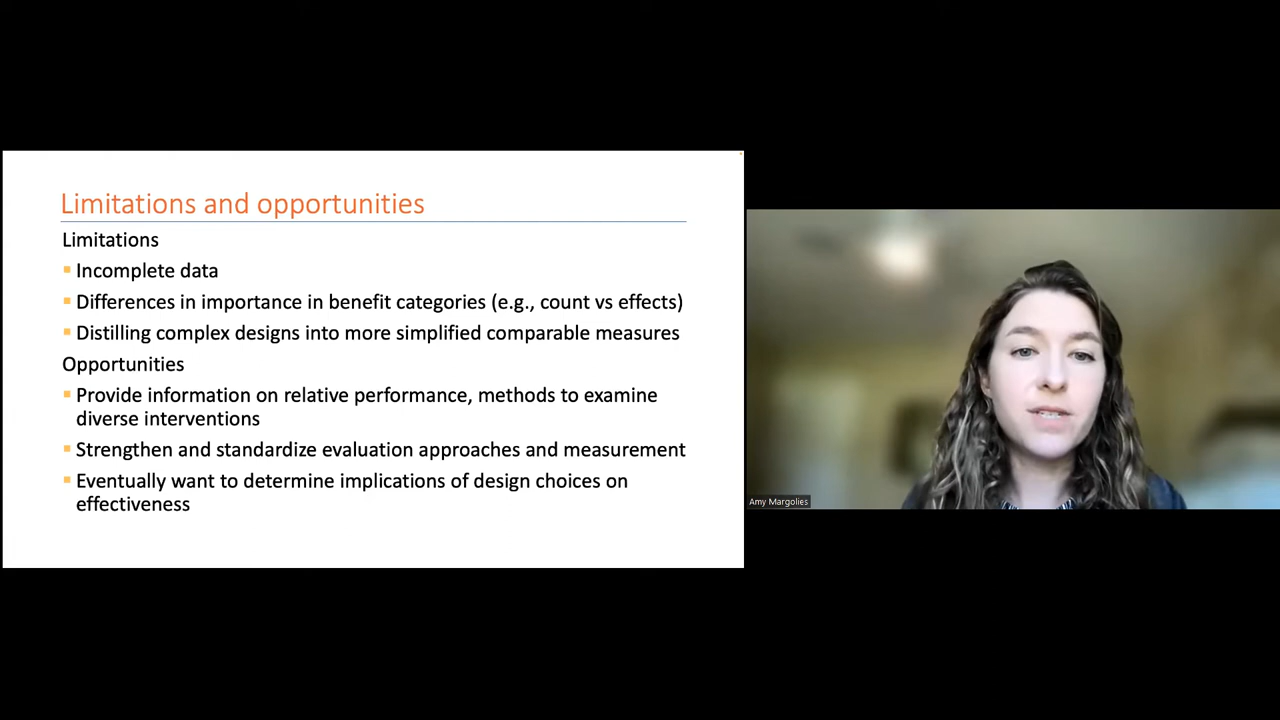 Limitations and opportunities
Limitations
▪ Incomplete data
▪ Differences in importance in benefit categories (e.g., count vs effects)
▪ Distilling complex designs into more simplified comparable measures
Opportunities
▪ Provide information on relative performance, methods to examine
diverse interventions
▪ Strengthen and standardize evaluation approaches and measurement
▪ Eventually want to determine implications of design choices on
effectiveness
Amy Margolies